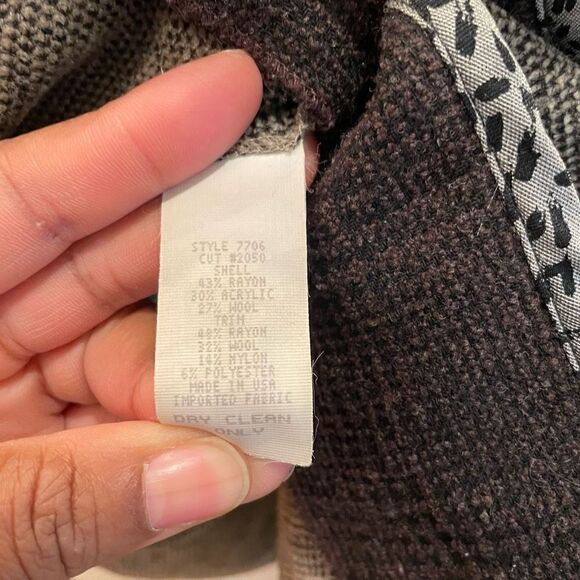 STYLE 7706
CUT #2050
SHELL
43% RAYON
30% ACRYLIC
27% WOOL
TRIM
48% RAYON
32% WOOL
14% NYLON
6% POLYESTER
MADE IN USA
IMPORTED FABRIC
DRY CLEAN
ONLY